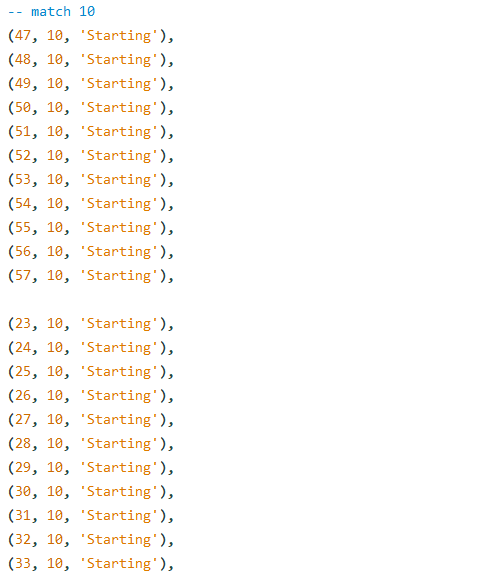 -- match 10
(47, 10, 'Starting'),
(48, 10, 'Starting'),
(49, 10, 'Starting'),
(50, 10, 'Starting'),
(51, 10, 'Starting'),
(52, 10, 'Starting'),
(53, 10, 'Starting'),
(54, 10, 'Starting'),
(55, 10, 'Starting'),
(56, 10, 'Starting'),
(57, 10, 'Starting'),

(23, 10, 'Starting'),
(24, 10, 'Starting'),
(25, 10, 'Starting'),
(26, 10, 'Starting'),
(27, 10, 'Starting'),
(28, 10, 'Starting'),
(29, 10, 'Starting'),
(30, 10, 'Starting'),
(31, 10, 'Starting'),
(32, 10, 'Starting'),
(33, 10, 'Starting'),